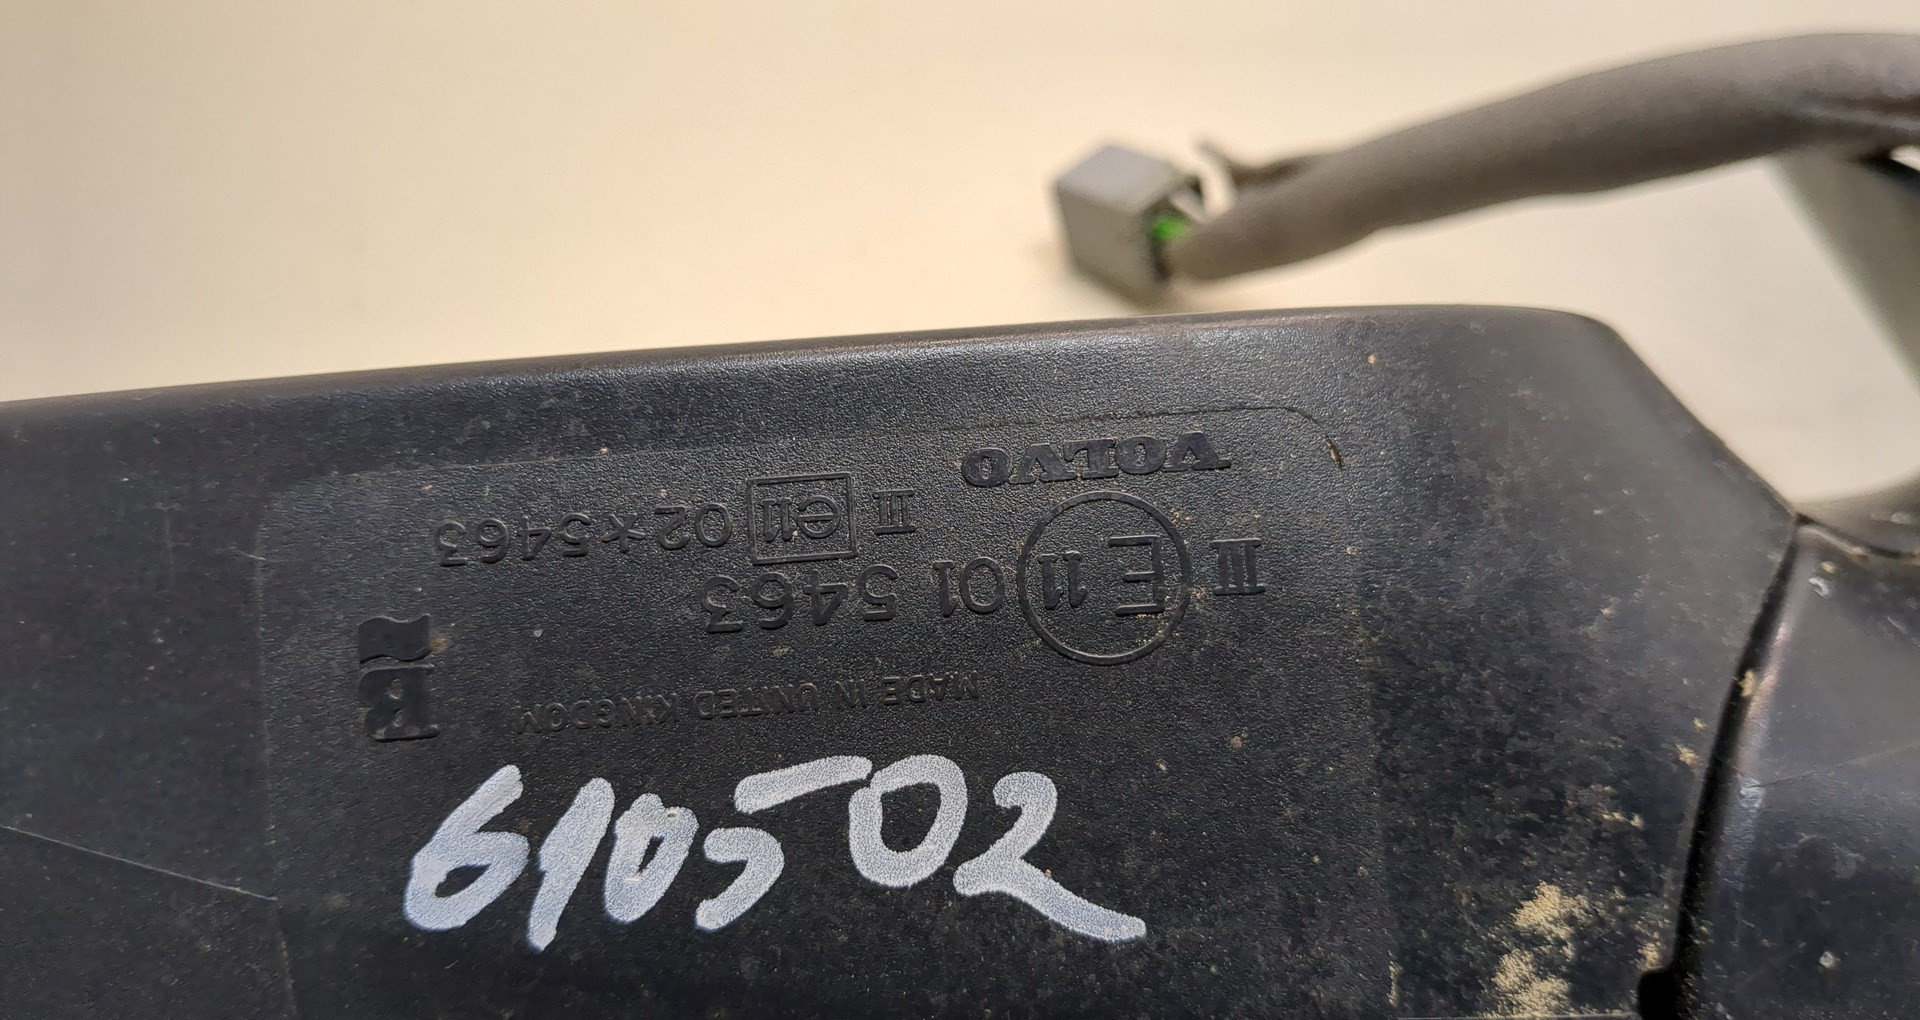 VOLVO
II e11 02*5463
III E 11 01 5463
MADE IN UNITED KINGDOM
B
610502